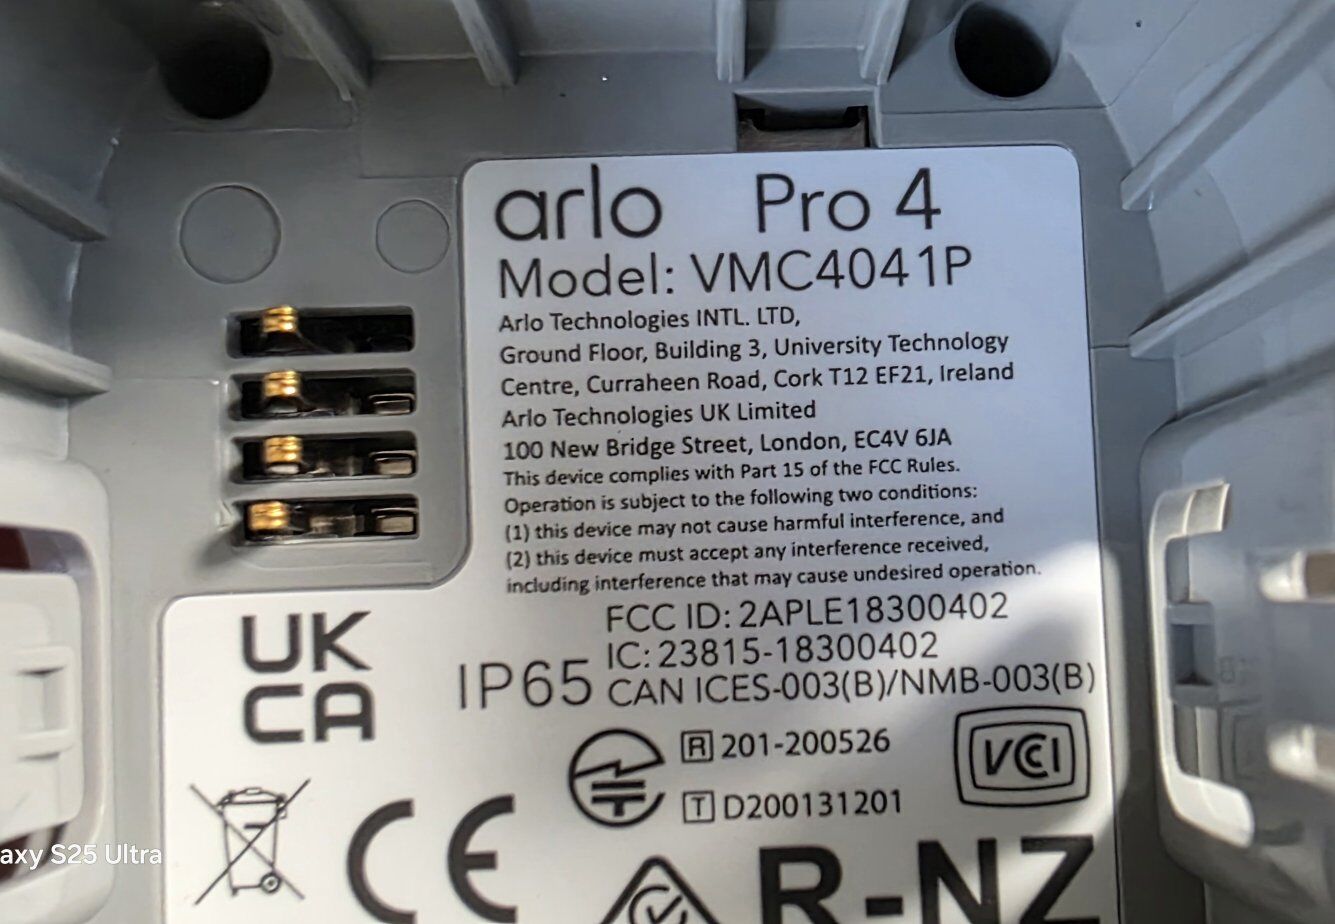 arlo Pro 4
Model: VMC4041P
Arlo Technologies INTL. LTD,
Ground Floor, Building 3, University Technology
Centre, Curraheen Road, Cork T12 EF21, Ireland
Arlo Technologies UK Limited
100 New Bridge Street, London, EC4V 6JA
This device complies with Part 15 of the FCC Rules.
Operation is subject to the following two conditions:
(1) this device may not cause harmful interference, and
(2) this device must accept any interference received,
including interference that may cause undesired operation.
FCC ID: 2APLE18300402
IC: 23815-18300402
IP65 CAN ICES-003(B)/NMB-003(B)
UK
CA
R 201-200526
T D200131201
VCCI
CE
R-NZ
axy S25 Ultra